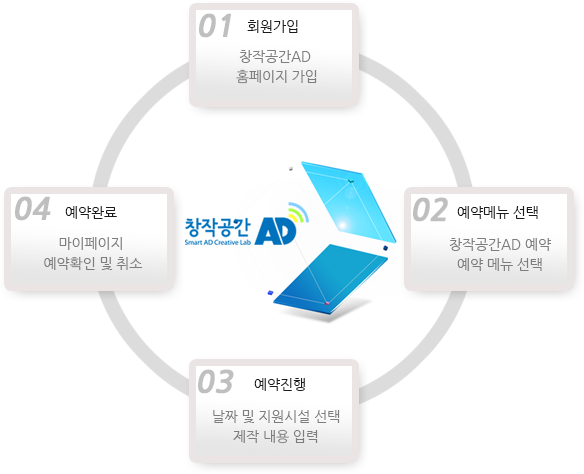 01 회원가입
창작공간AD
홈페이지 가입
02 예약메뉴 선택
창작공간AD 예약
예약 메뉴 선택
03 예약진행
날짜 및 지원시설 선택
제작 내용 입력
04 예약완료
마이페이지
예약확인 및 취소
창작공간 AD
Smart AD Creative Lab